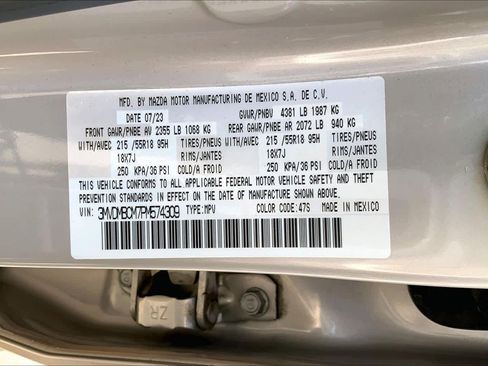 MFD. BY MAZDA MOTOR MANUFACTURING DE MEXICO S.A. DE C.V.
DATE 07/23 GVWR/PNBV 4381 LB 1987 KG
FRONT GAWR/PNBE AV 2355 LB 1068 KG REAR GAWR/PNBE AR 2072 LB 940 KG
WITH/AVEC 215 /55R18 95H TIRES/PNEUS WITH/AVEC 215 /55R18 95H TIRES/PNEUS
18X7J RIMS/JANTES 18X7J RIMS/JANTES
250 KPA/36 PSI COLD/A FROID 250 KPA/36 PSI COLD/A FROID
THIS VEHICLE CONFORMS TO ALL APPLICABLE FEDERAL MOTOR VEHICLE SAFETY AND THEFT
PREVENTION STANDARDS IN EFFECT ON THE DATE OF MANUFACTURE SHOWN ABOVE.
VIN: 3MVDMBCM7PM574309 TYPE:MPV COLOR CODE:47S MADE IN MEXICO
ZR